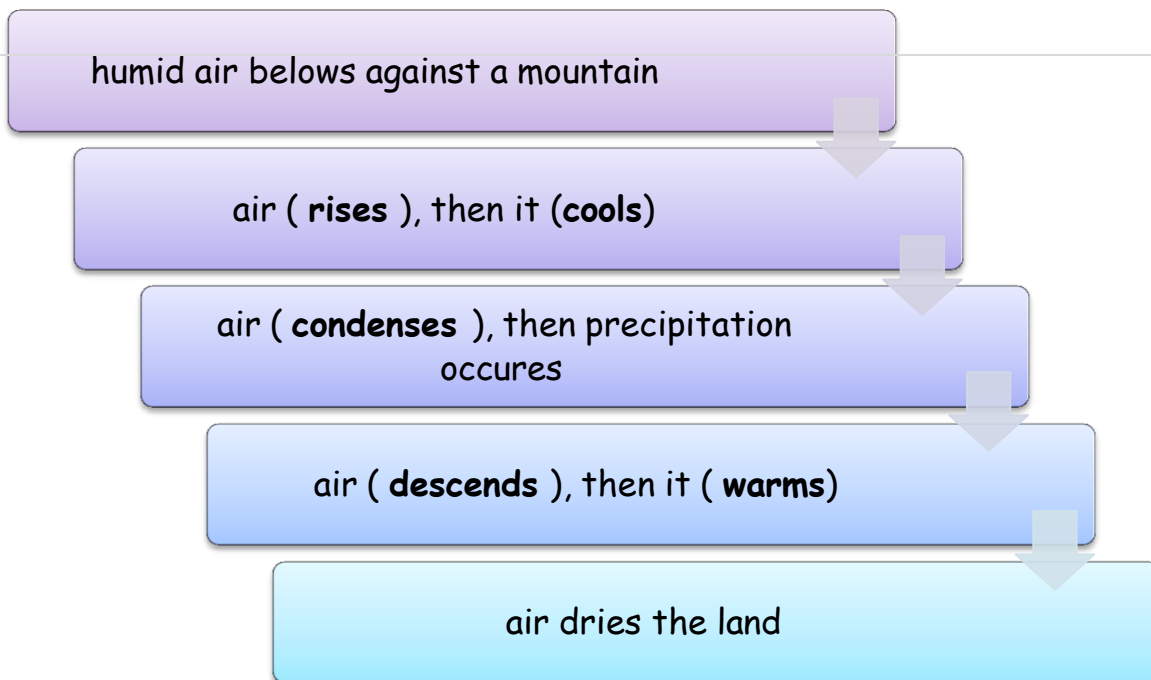 humid air belows against a mountain
air ( rises ), then it (cools)
air ( condenses ), then precipitation
occures
air ( descends ), then it ( warms)
air dries the land